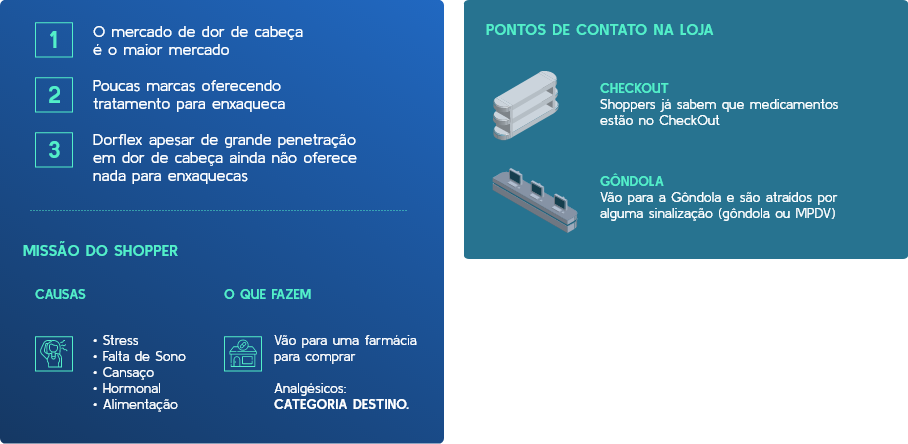 1
O mercado de dor de cabeça
é o maior mercado
2
Poucas marcas oferecendo
tratamento para enxaqueca
3
Dorflex apesar de grande penetração
em dor de cabeça ainda não oferece
nada para enxaquecas
MISSÃO DO SHOPPER
CAUSAS
• Stress
• Falta de Sono
• Cansaço
• Hormonal
• Alimentação
O QUE FAZEM
Vão para uma farmácia
para comprar
Analgésicos:
CATEGORIA DESTINO.
PONTOS DE CONTATO NA LOJA
CHECKOUT
Shoppers já sabem que medicamentos
estão no CheckOut
GÔNDOLA
Vão para a Gôndola e são atraídos por
alguma sinalização (gôndola ou MPDV)